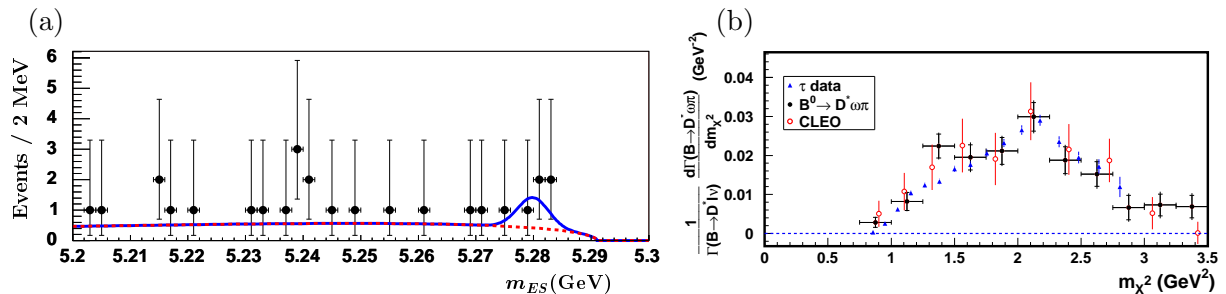 (a)
Events / 2 MeV
6
5
4
3
2
1
0
5.2 5.21 5.22 5.23 5.24 5.25 5.26 5.27 5.28 5.29 5.3
m_ES(GeV)
(b)
1/Γ(B→D*lν) dΓ(B→D*ωπ)/dm_X² (GeV⁻²)
0.04
0.03
0.02
0.01
0
τ data
B⁰→ D*ωπ
CLEO
0 0.5 1 1.5 2 2.5 3 3.5
m_X² (GeV²)